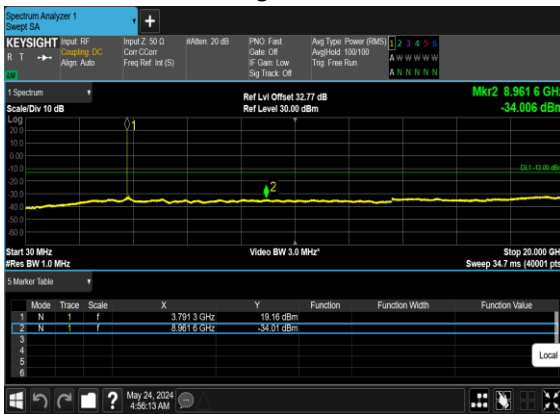 Spectrum Analyzer 1
Swept SA
KEYSIGHT Input: RF Input Z: 50 Ω #Atten: 20 dB PNO: Fast Avg Type: Power (RMS) 1 2 3 4 5 6
R T Coupling: DC Corr CCorr Gate: Off Avg|Hold: 100/100 A W W W W W
Align: Auto Freq Ref: Int (S) IF Gain: Low Trig: Free Run
LV Sig Track: Off A N N N N N
1 Spectrum Ref Lvl Offset 32.77 dB Mkr2 8.961 6 GHz
Scale/Div 10 dB Ref Level 30.00 dBm -34.006 dBm
Log
20.0 1
10.0
0.00
-10.0 DL1 -13.00 dBm
-20.0
-30.0 2
-40.0
-50.0
-60.0
Start 30 MHz Video BW 3.0 MHz* Stop 20.000 GH
#Res BW 1.0 MHz Sweep 34.7 ms (40001 pts
5 Marker Table
Mode Trace Scale X Y Function Function Width Function Value
1 N 1 f 3.791 3 GHz 19.16 dBm
2 N 1 f 8.961 6 GHz -34.01 dBm
3
4
5
6
Local
? May 24, 2024
4:56:13 AM